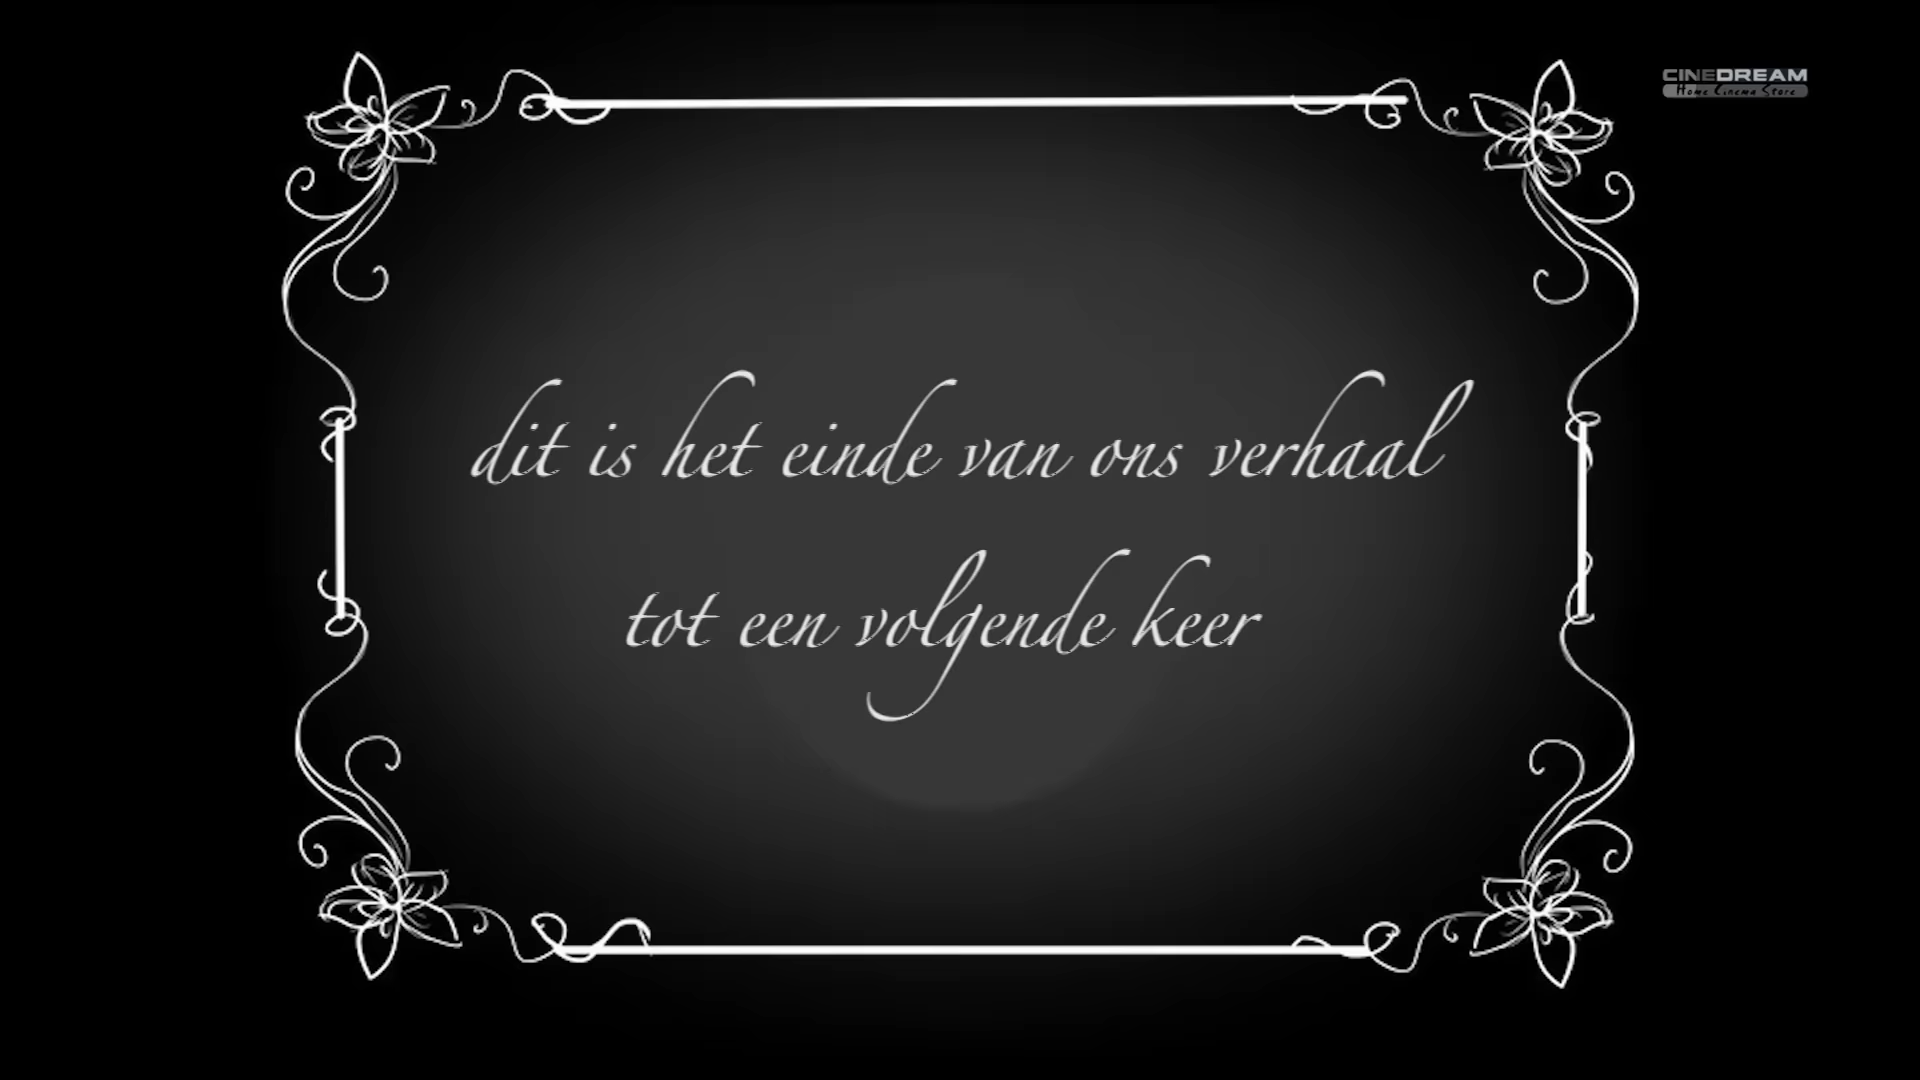 CINEDREAM
Home Cinema Store
dit is het einde van ons verhaal
tot een volgende keer